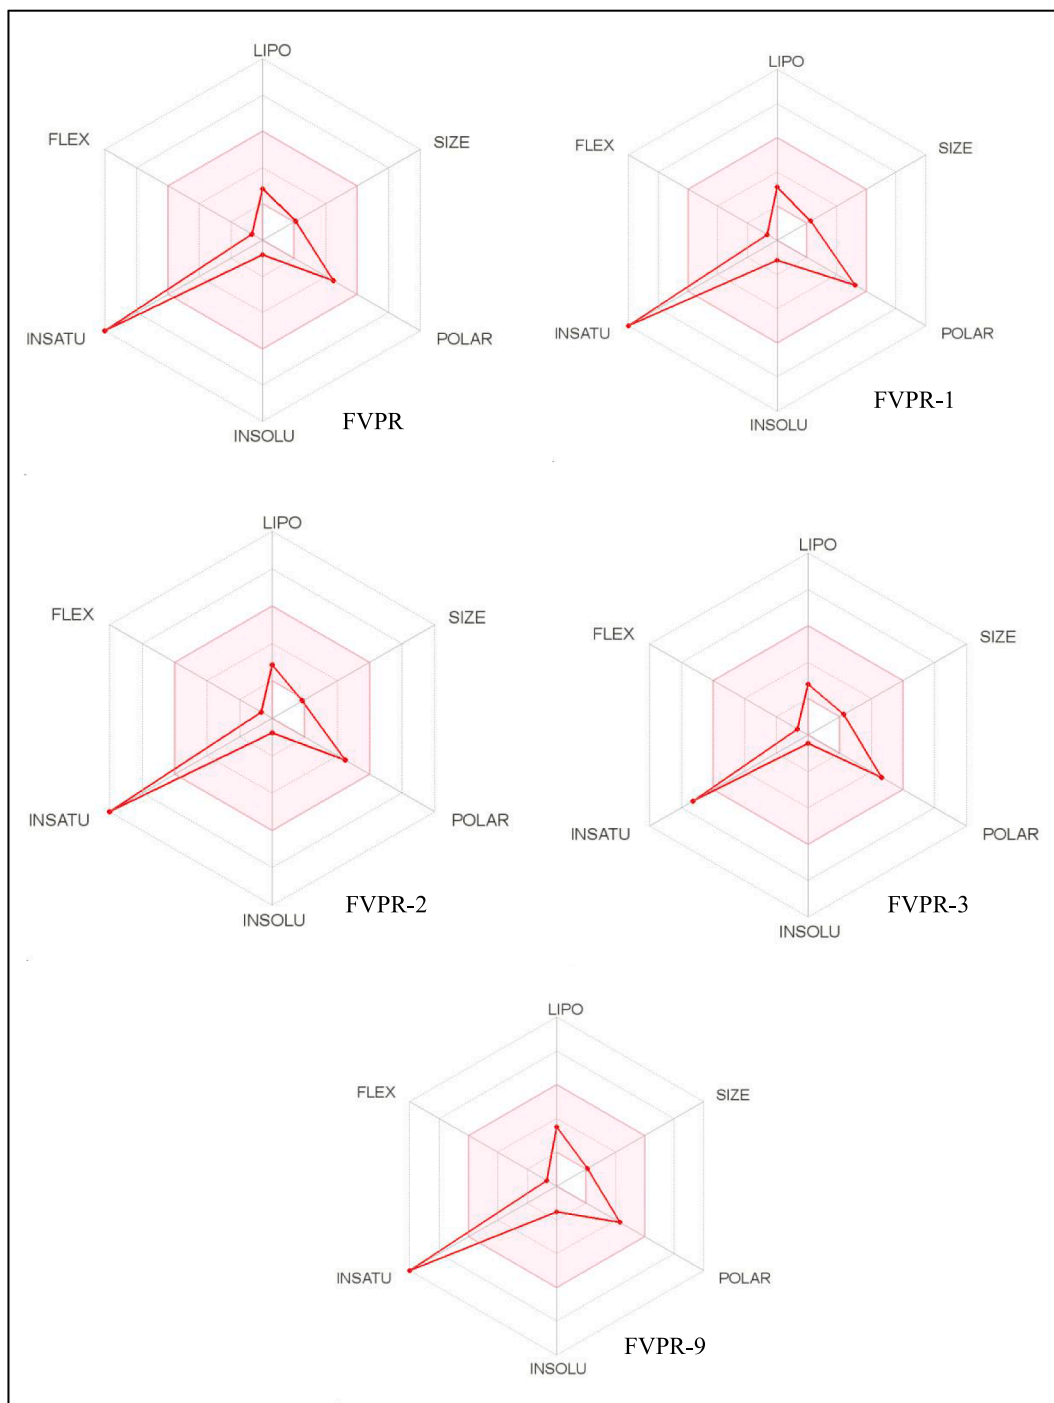 LIPO
FLEX
SIZE
INSATU
POLAR
INSOLU
FVPR
LIPO
FLEX
SIZE
INSATU
POLAR
INSOLU
FVPR-1
LIPO
FLEX
SIZE
INSATU
POLAR
INSOLU
FVPR-2
LIPO
FLEX
SIZE
INSATU
POLAR
INSOLU
FVPR-3
LIPO
FLEX
SIZE
INSATU
POLAR
INSOLU
FVPR-9